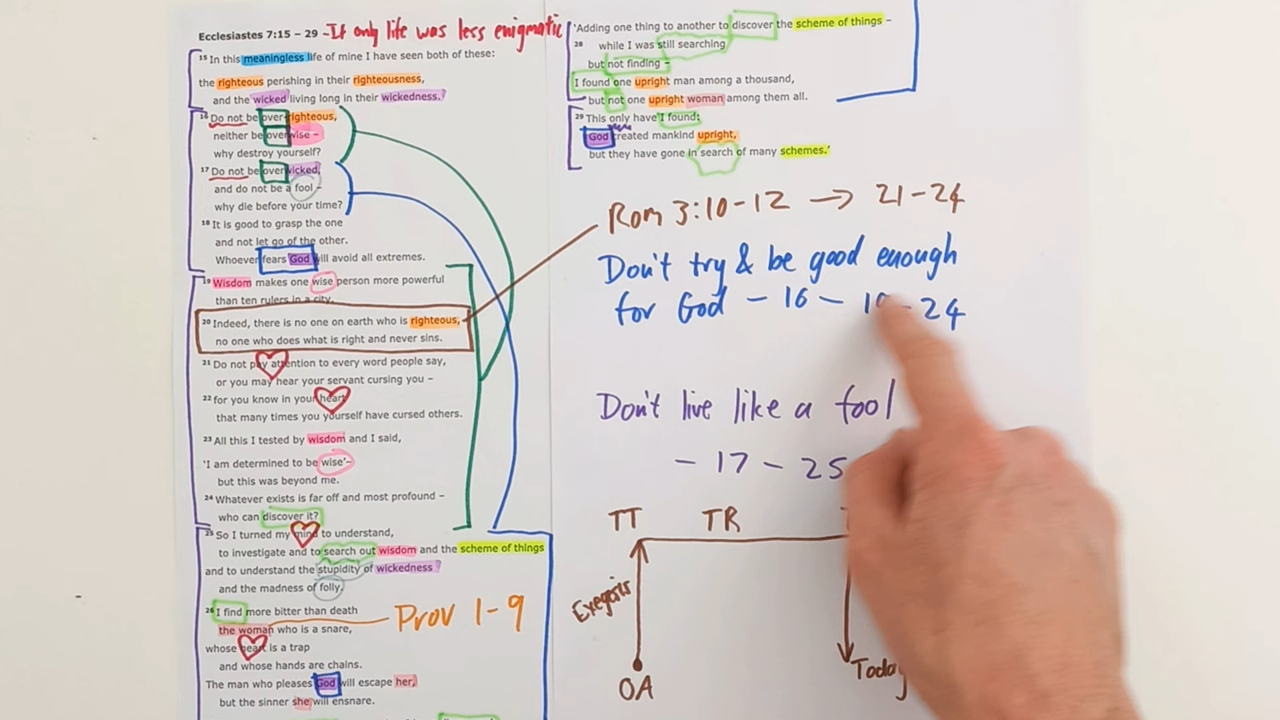 Ecclesiastes 7:15 – 29 - If only life was less enigmatic
15 In this meaningless life of mine I have seen both of these:
the righteous perishing in their righteousness,
and the wicked living long in their wickedness.
16 Do not be over-righteous,
neither be overwise –
why destroy yourself?
17 Do not be overwicked,
and do not be a fool –
why die before your time?
18 It is good to grasp the one
and not let go of the other.
Whoever fears God will avoid all extremes.
19 Wisdom makes one wise person more powerful
than ten rulers in a city.
20 Indeed, there is no one on earth who is righteous,
no one who does what is right and never sins.
21 Do not pay attention to every word people say,
or you may hear your servant cursing you –
22 for you know in your heart
that many times you yourself have cursed others.
23 All this I tested by wisdom and I said,
'I am determined to be wise'–
but this was beyond me.
24 Whatever exists is far off and most profound –
who can discover it?
25 So I turned my mind to understand,
to investigate and to search out wisdom and the scheme of things
and to understand the stupidity of wickedness
and the madness of folly.
26 I find more bitter than death
the woman who is a snare,
whose heart is a trap
and whose hands are chains.
The man who pleases God will escape her,
but the sinner she will ensnare.
Prov 1-9
'Adding one thing to another to discover the scheme of things –
28 while I was still searching
but not finding –
I found one upright man among a thousand,
but not one upright woman among them all.
29 This only have I found:
God created mankind upright,
but they have gone in search of many schemes.'
Rom 3:10-12 → 21-24
Don't try & be good enough
for God - 16 - 19-24
Don't live like a fool
- 17 - 25
TT TR
Exegesis
OA
Today